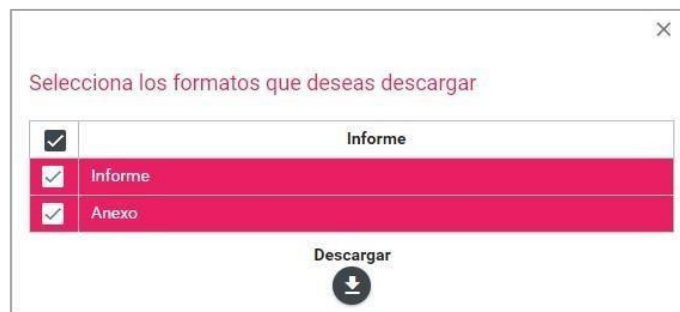 Selecciona los formatos que deseas descargar
Informe
Informe
Anexo
Descargar